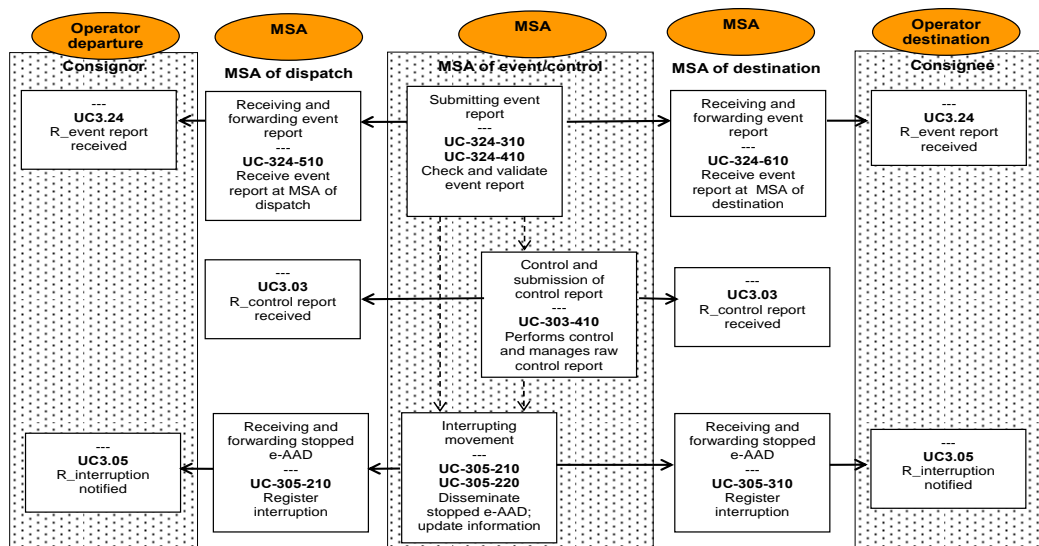 Operator
departure
MSA
MSA
MSA
Operator
destination
Consignor
MSA of dispatch
MSA of event/control
MSA of destination
Consignee
---
UC3.24
R_event report
received
Receiving and
forwarding event
report
---
UC-324-510
Receive event
report at MSA of
dispatch
Submitting event
report
---
UC-324-310
UC-324-410
Check and validate
event report
Receiving and
forwarding event
report
---
UC-324-610
Receive event
report at MSA of
destination
---
UC3.24
R_event report
received
---
UC3.03
R_control report
received
Control and
submission of
control report
---
UC-303-410
Performs control
and manages raw
control report
---
UC3.03
R_control report
received
---
UC3.05
R_interruption
notified
Receiving and
forwarding stopped
e-AAD
---
UC-305-210
Register
interruption
Interrupting
movement
---
UC-305-210
UC-305-220
Disseminate
stopped e-AAD;
update information
Receiving and
forwarding stopped
e-AAD
---
UC-305-310
Register
interruption
---
UC3.05
R_interruption
notified